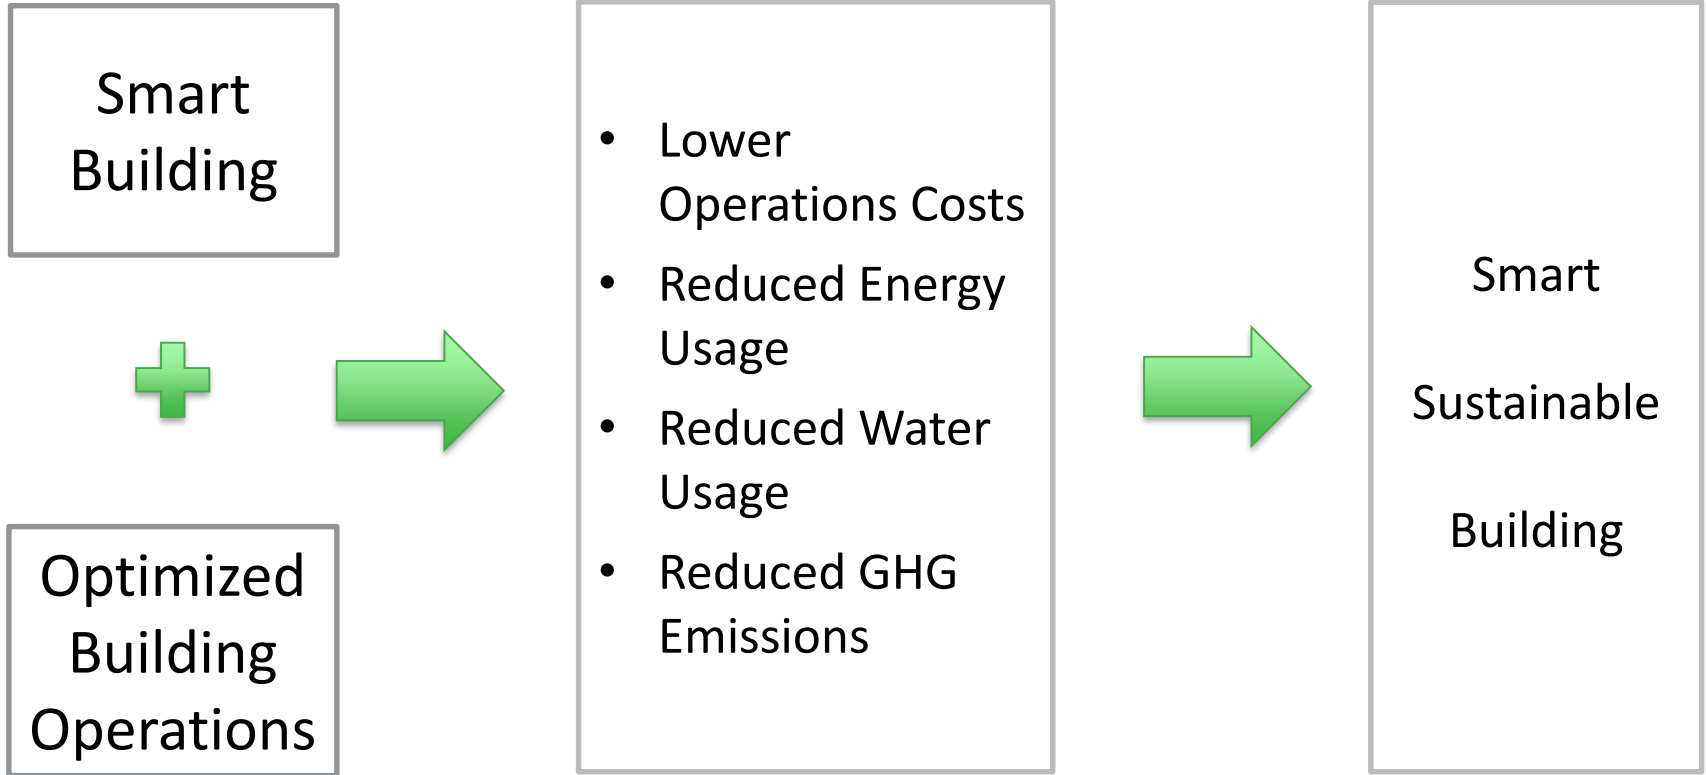 Smart
Building
Optimized
Building
Operations
• Lower
Operations Costs
• Reduced Energy
Usage
• Reduced Water
Usage
• Reduced GHG
Emissions
Smart
Sustainable
Building